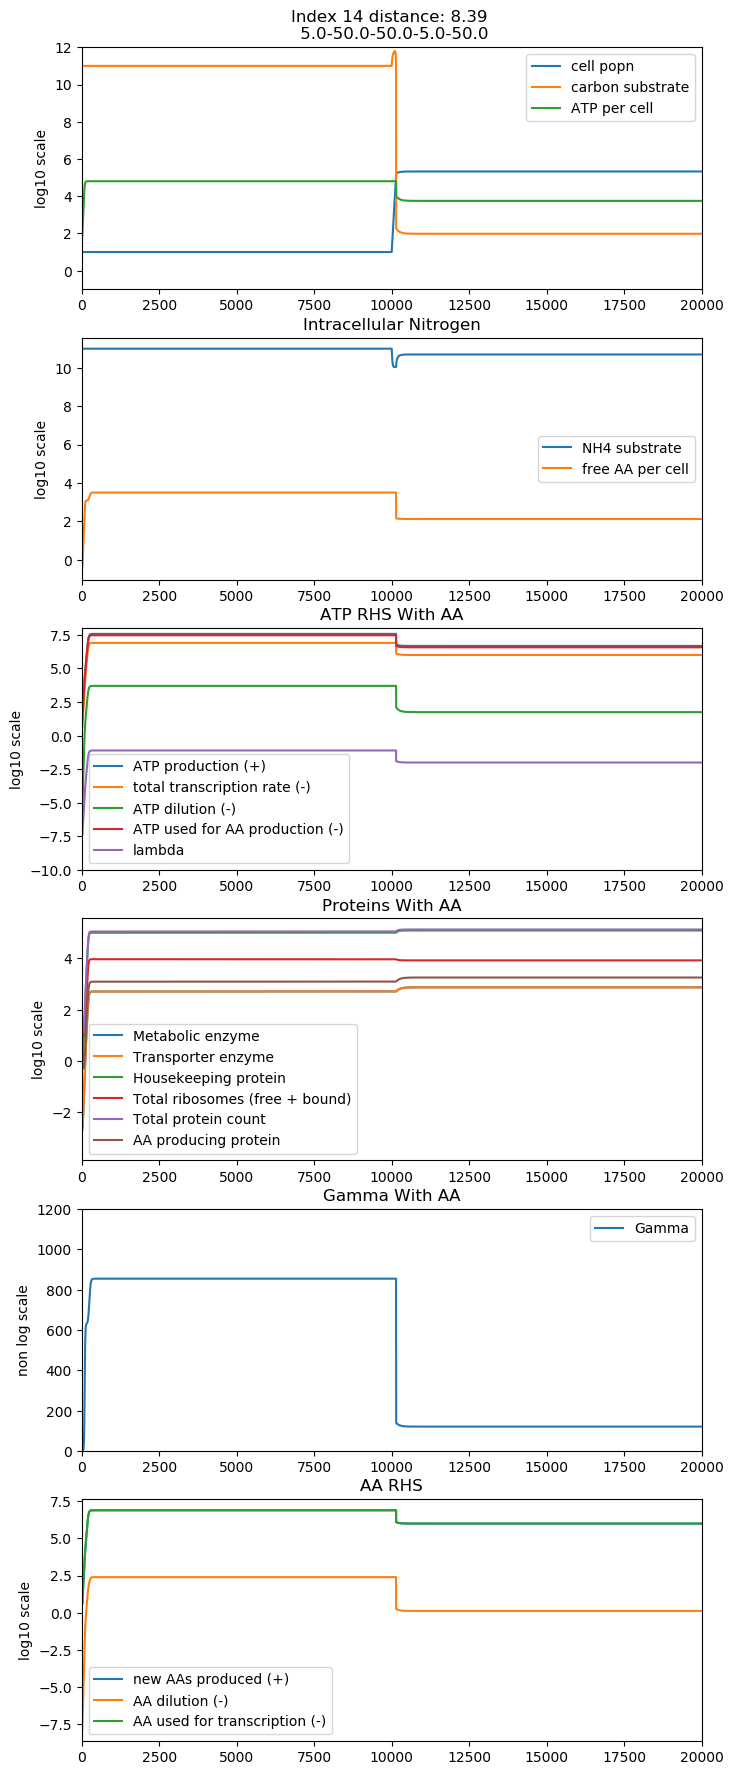 Index 14 distance: 8.39
5.0-50.0-50.0-5.0-50.0
12
10
8
6
4
2
0
log10 scale
cell popn
carbon substrate
ATP per cell
0 2500 5000 7500 10000 12500 15000 17500 20000
Intracellular Nitrogen
10
8
6
4
2
0
log10 scale
NH4 substrate
free AA per cell
0 2500 5000 7500 10000 12500 15000 17500 20000
ATP RHS With AA
7.5
5.0
2.5
0.0
−2.5
−5.0
−7.5
−10.0
log10 scale
ATP production (+)
total transcription rate (-)
ATP dilution (-)
ATP used for AA production (-)
lambda
0 2500 5000 7500 10000 12500 15000 17500 20000
Proteins With AA
4
2
0
−2
log10 scale
Metabolic enzyme
Transporter enzyme
Housekeeping protein
Total ribosomes (free + bound)
Total protein count
AA producing protein
0 2500 5000 7500 10000 12500 15000 17500 20000
Gamma With AA
1200
1000
800
600
400
200
0
non log scale
Gamma
0 2500 5000 7500 10000 12500 15000 17500 20000
AA RHS
7.5
5.0
2.5
0.0
−2.5
−5.0
−7.5
log10 scale
new AAs produced (+)
AA dilution (-)
AA used for transcription (-)
0 2500 5000 7500 10000 12500 15000 17500 20000